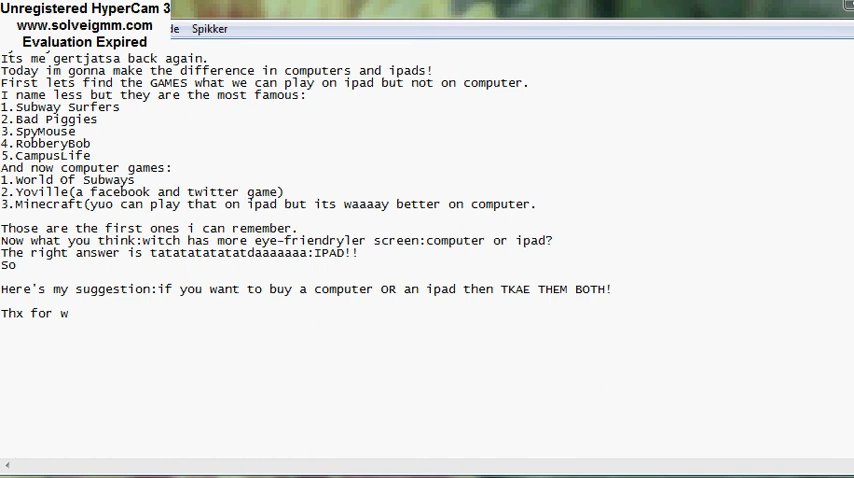 Unregistered HyperCam 3
www.solveigmm.com
Evaluation Expired
de Spikker
Its me gertjatsa back again.
Today im gonna make the difference in computers and ipads!
First lets find the GAMES what we can play on ipad but not on computer.
I name less but they are the most famous:
1.Subway Surfers
2.Bad Piggies
3.SpyMouse
4.RobberyBob
5.CampusLife
And now computer games:
1.World Of Subways
2.Yoville(a facebook and twitter game)
3.Minecraft(yuo can play that on ipad but its waaaay better on computer.
Those are the first ones i can remember.
Now what you think:witch has more eye-friendryler screen:computer or ipad?
The right answer is tatatatatatatdaaaaaaa:IPAD!!
So
Here's my suggestion:if you want to buy a computer OR an ipad then TKAE THEM BOTH!
Thx for w